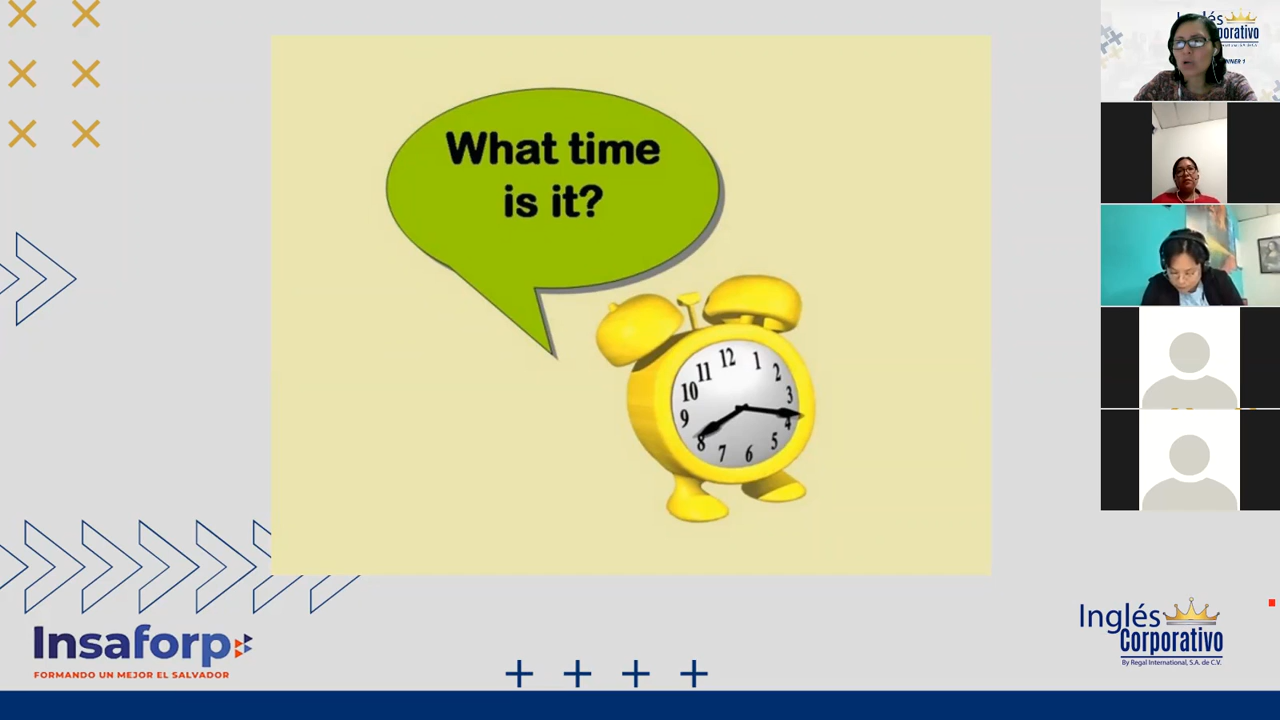 What time
is it?
12
1
2
3
4
5
6
7
8
9
10
11
Insaforp
FORMANDO UN MEJOR EL SALVADOR
Inglés
Corporativo
By Regal International, S.A. de C.V.
Inglés